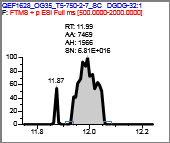 QEF1628_OG35_T5-750-2-7_8C DGDG-32:1
F: FTMS + p ESI Full ms [500.0000-2000.0000]
RT: 11.99
AA: 7469
AH: 1566
SN: 6.81E+016
100
80
11.87
60
40
20
0
11.8 12.0 12.2